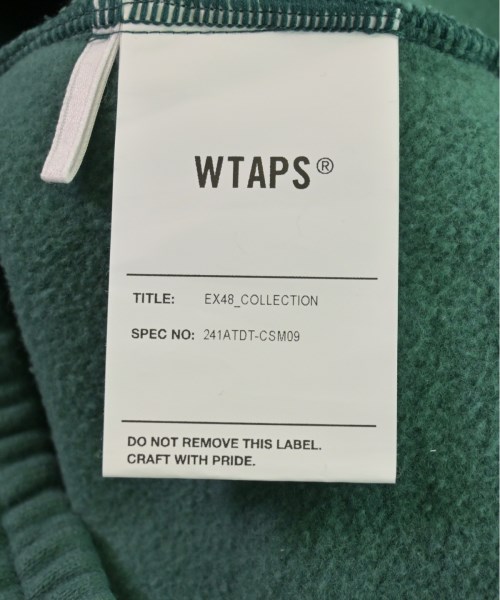 WTAPS®
TITLE: EX48_COLLECTION
SPEC NO: 241ATDT-CSM09
DO NOT REMOVE THIS LABEL.
CRAFT WITH PRIDE.